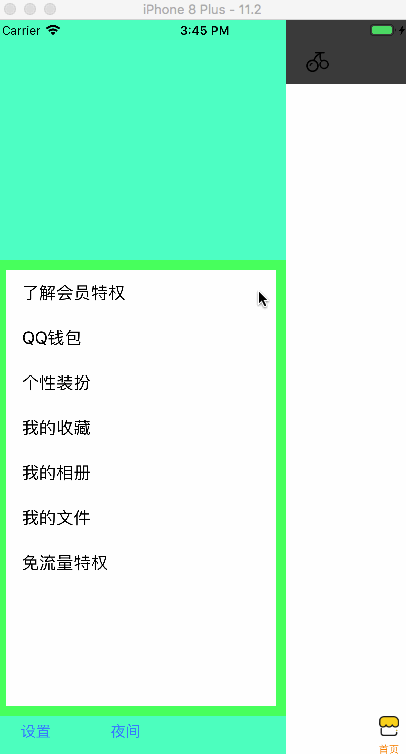 iPhone 8 Plus - 11.2
Carrier 3:45 PM
了解会员特权
QQ钱包
个性装扮
我的收藏
我的相册
我的文件
免流量特权
设置 夜间
首页